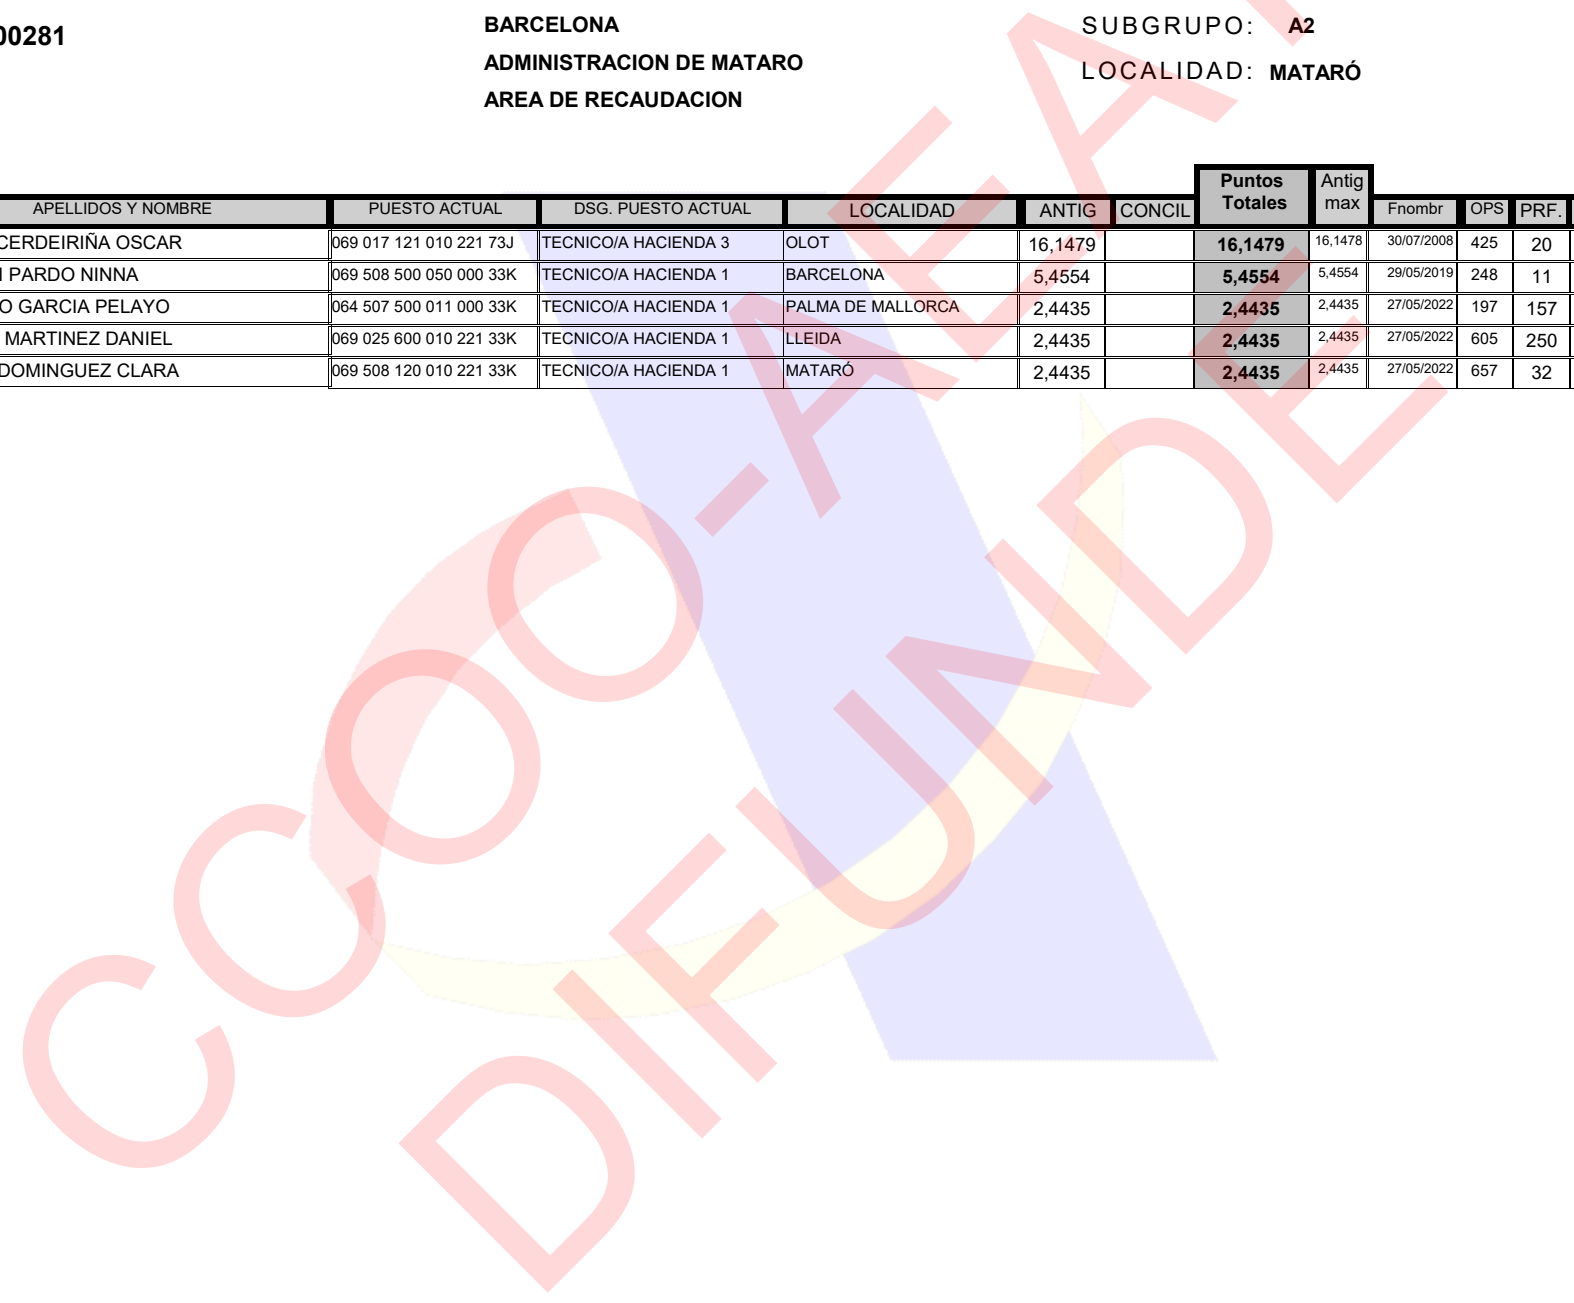 00281
BARCELONA
ADMINISTRACION DE MATARO
AREA DE RECAUDACION
SUBGRUPO: A2
LOCALIDAD: MATARÓ
APELLIDOS Y NOMBRE PUESTO ACTUAL DSG. PUESTO ACTUAL LOCALIDAD ANTIG CONCIL Puntos Totales Antig max Fnombr OPS PRF.
CERDEIRIÑA OSCAR 069 017 121 010 221 73J TECNICO/A HACIENDA 3 OLOT 16,1479 16,1479 16,1478 30/07/2008 425 20
PARDO NINNA 069 508 500 050 000 33K TECNICO/A HACIENDA 1 BARCELONA 5,4554 5,4554 5,4554 29/05/2019 248 11
O GARCIA PELAYO 064 507 500 011 000 33K TECNICO/A HACIENDA 1 PALMA DE MALLORCA 2,4435 2,4435 2,4435 27/05/2022 197 157
MARTINEZ DANIEL 069 025 600 010 221 33K TECNICO/A HACIENDA 1 LLEIDA 2,4435 2,4435 2,4435 27/05/2022 605 250
DOMINGUEZ CLARA 069 508 120 010 221 33K TECNICO/A HACIENDA 1 MATARÓ 2,4435 2,4435 2,4435 27/05/2022 657 32
CCOO-AEAT
DIFUNDE